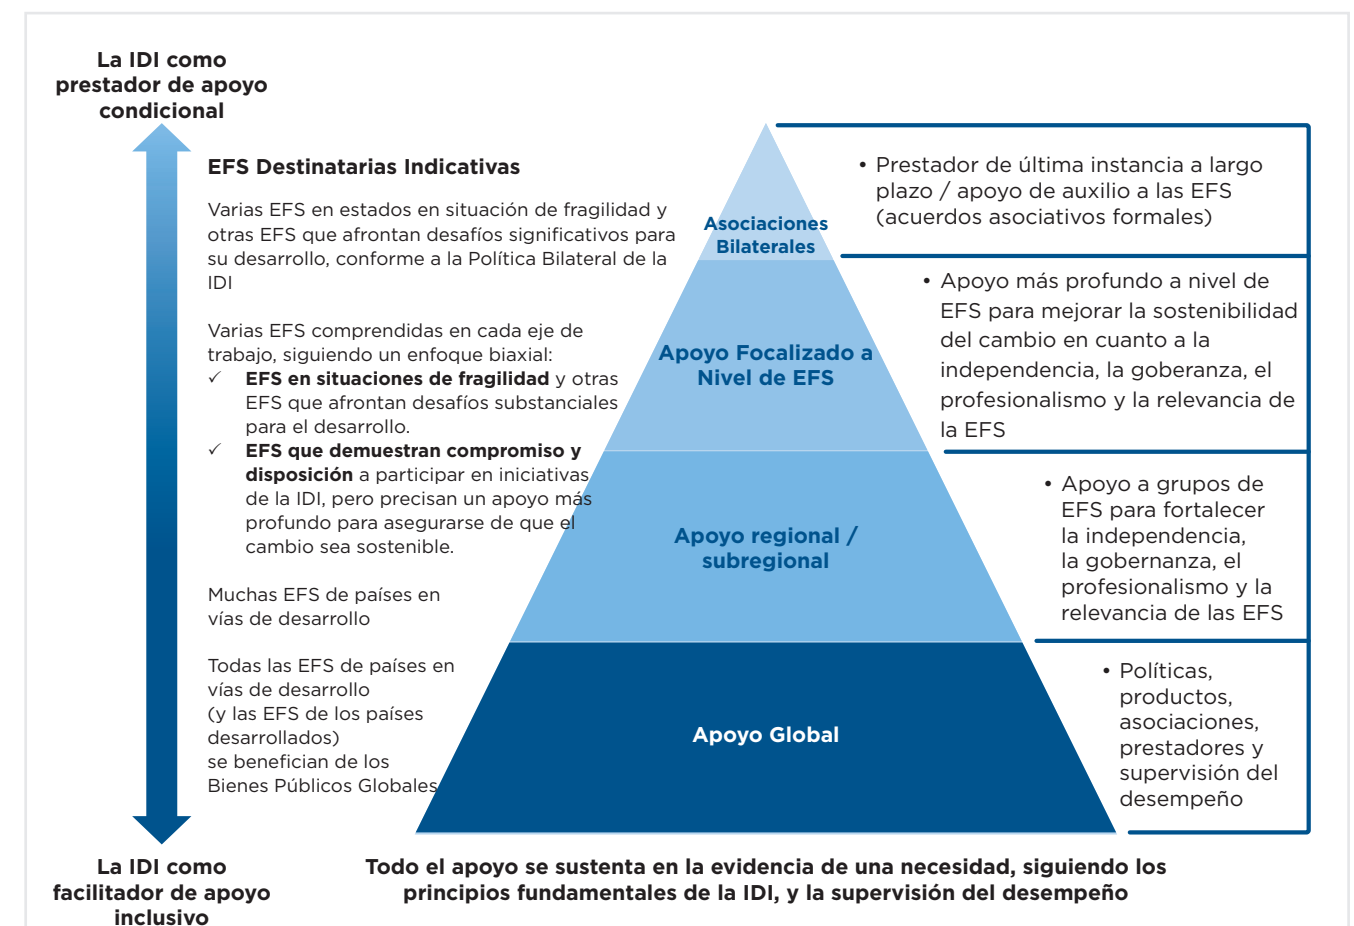 La IDI como
prestador de apoyo
condicional
EFS Destinatarias Indicativas
Varias EFS en estados en situación de fragilidad y
otras EFS que afrontan desafíos significativos para
su desarrollo, conforme a la Política Bilateral de la
IDI
Varias EFS comprendidas en cada eje de
trabajo, siguiendo un enfoque biaxial:
✓ EFS en situaciones de fragilidad y otras
EFS que afrontan desafíos substanciales
para el desarrollo.
✓ EFS que demuestran compromiso y
disposición a participar en iniciativas
de la IDI, pero precisan un apoyo más
profundo para asegurarse de que el
cambio sea sostenible.
Muchas EFS de países en
vías de desarrollo
Todas las EFS de países en
vías de desarrollo
(y las EFS de los países
desarrollados)
se benefician de los
Bienes Públicos Globales
La IDI como
facilitador de apoyo
inclusivo
Asociaciones
Bilaterales
Apoyo Focalizado a
Nivel de EFS
Apoyo regional /
subregional
Apoyo Global
• Prestador de última instancia a largo
plazo / apoyo de auxilio a las EFS
(acuerdos asociativos formales)
• Apoyo más profundo a nivel de
EFS para mejorar la sostenibilidad
del cambio en cuanto a la
independencia, la goberanza, el
profesionalismo y la relevancia de
la EFS
• Apoyo a grupos de
EFS para fortalecer
la independencia,
la gobernanza, el
profesionalismo y la
relevancia de las EFS
• Políticas,
productos,
asociaciones,
prestadores y
supervisión del
desempeño
Todo el apoyo se sustenta en la evidencia de una necesidad, siguiendo los
principios fundamentales de la IDI, y la supervisión del desempeño